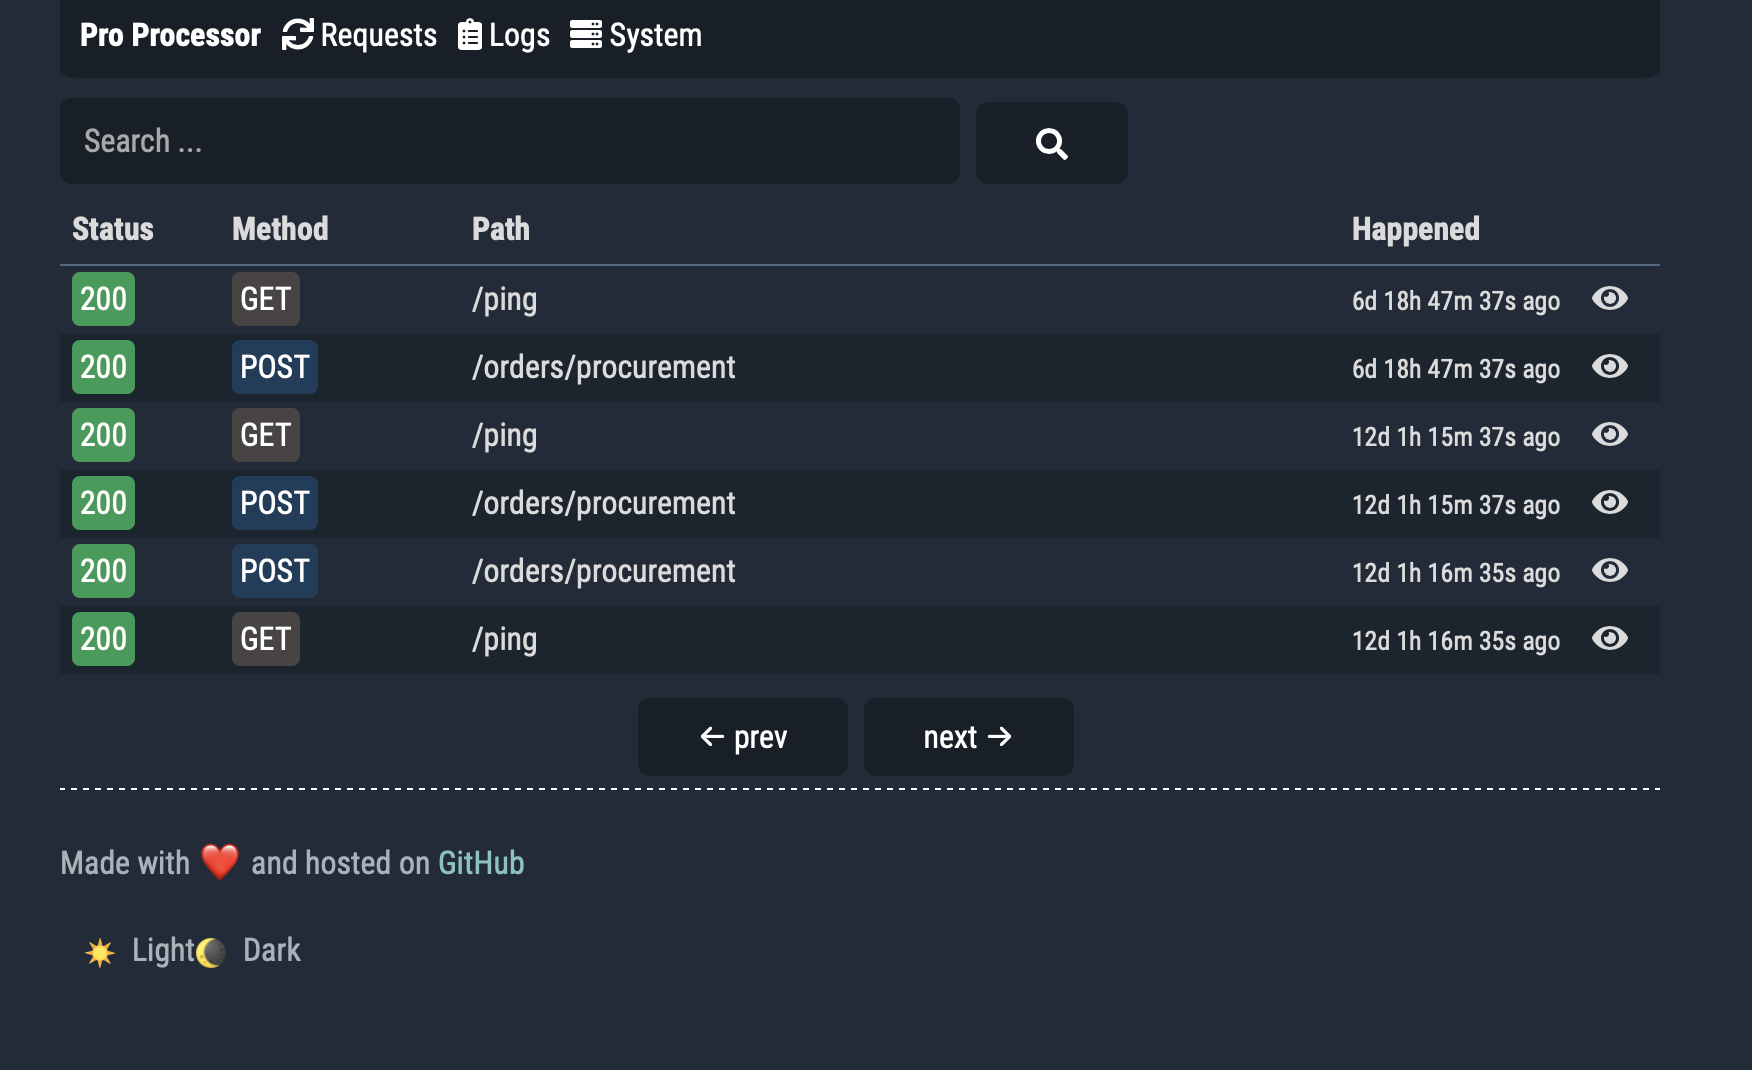 Pro Processor Requests Logs System
Search ...
Status Method Path Happened
200 GET /ping 6d 18h 47m 37s ago
200 POST /orders/procurement 6d 18h 47m 37s ago
200 GET /ping 12d 1h 15m 37s ago
200 POST /orders/procurement 12d 1h 15m 37s ago
200 POST /orders/procurement 12d 1h 16m 35s ago
200 GET /ping 12d 1h 16m 35s ago
← prev next →
Made with ❤️ and hosted on GitHub
Light Dark